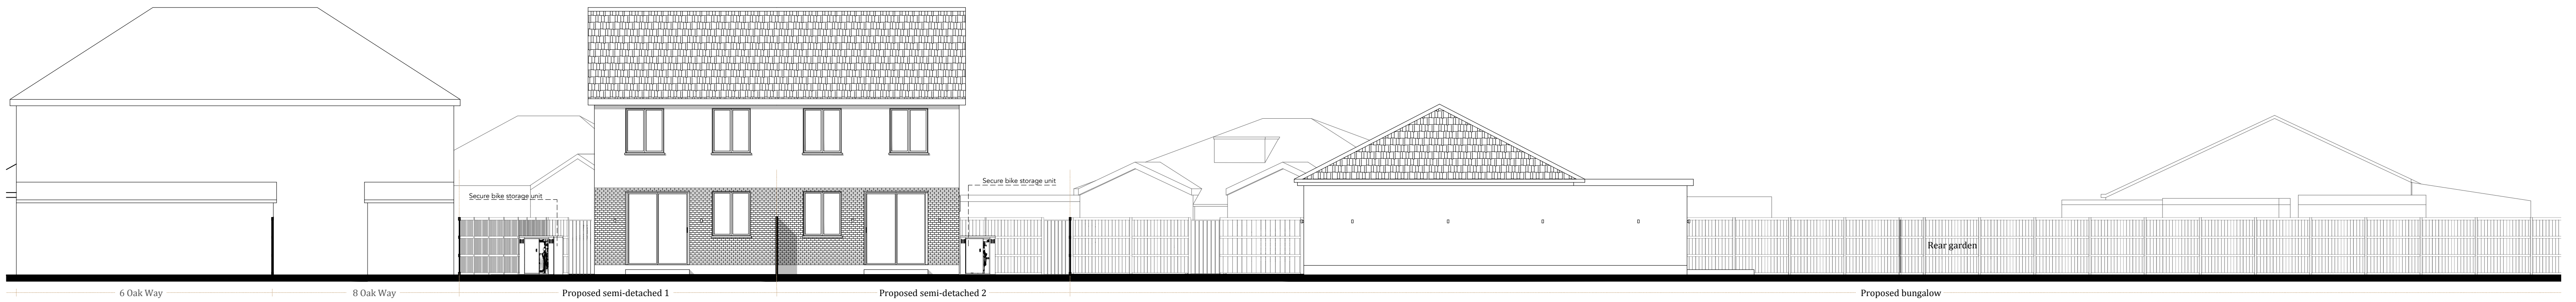 Secure bike storage unit
Secure bike storage unit
Rear garden
6 Oak Way
8 Oak Way
Proposed semi-detached 1
Proposed semi-detached 2
Proposed bungalow